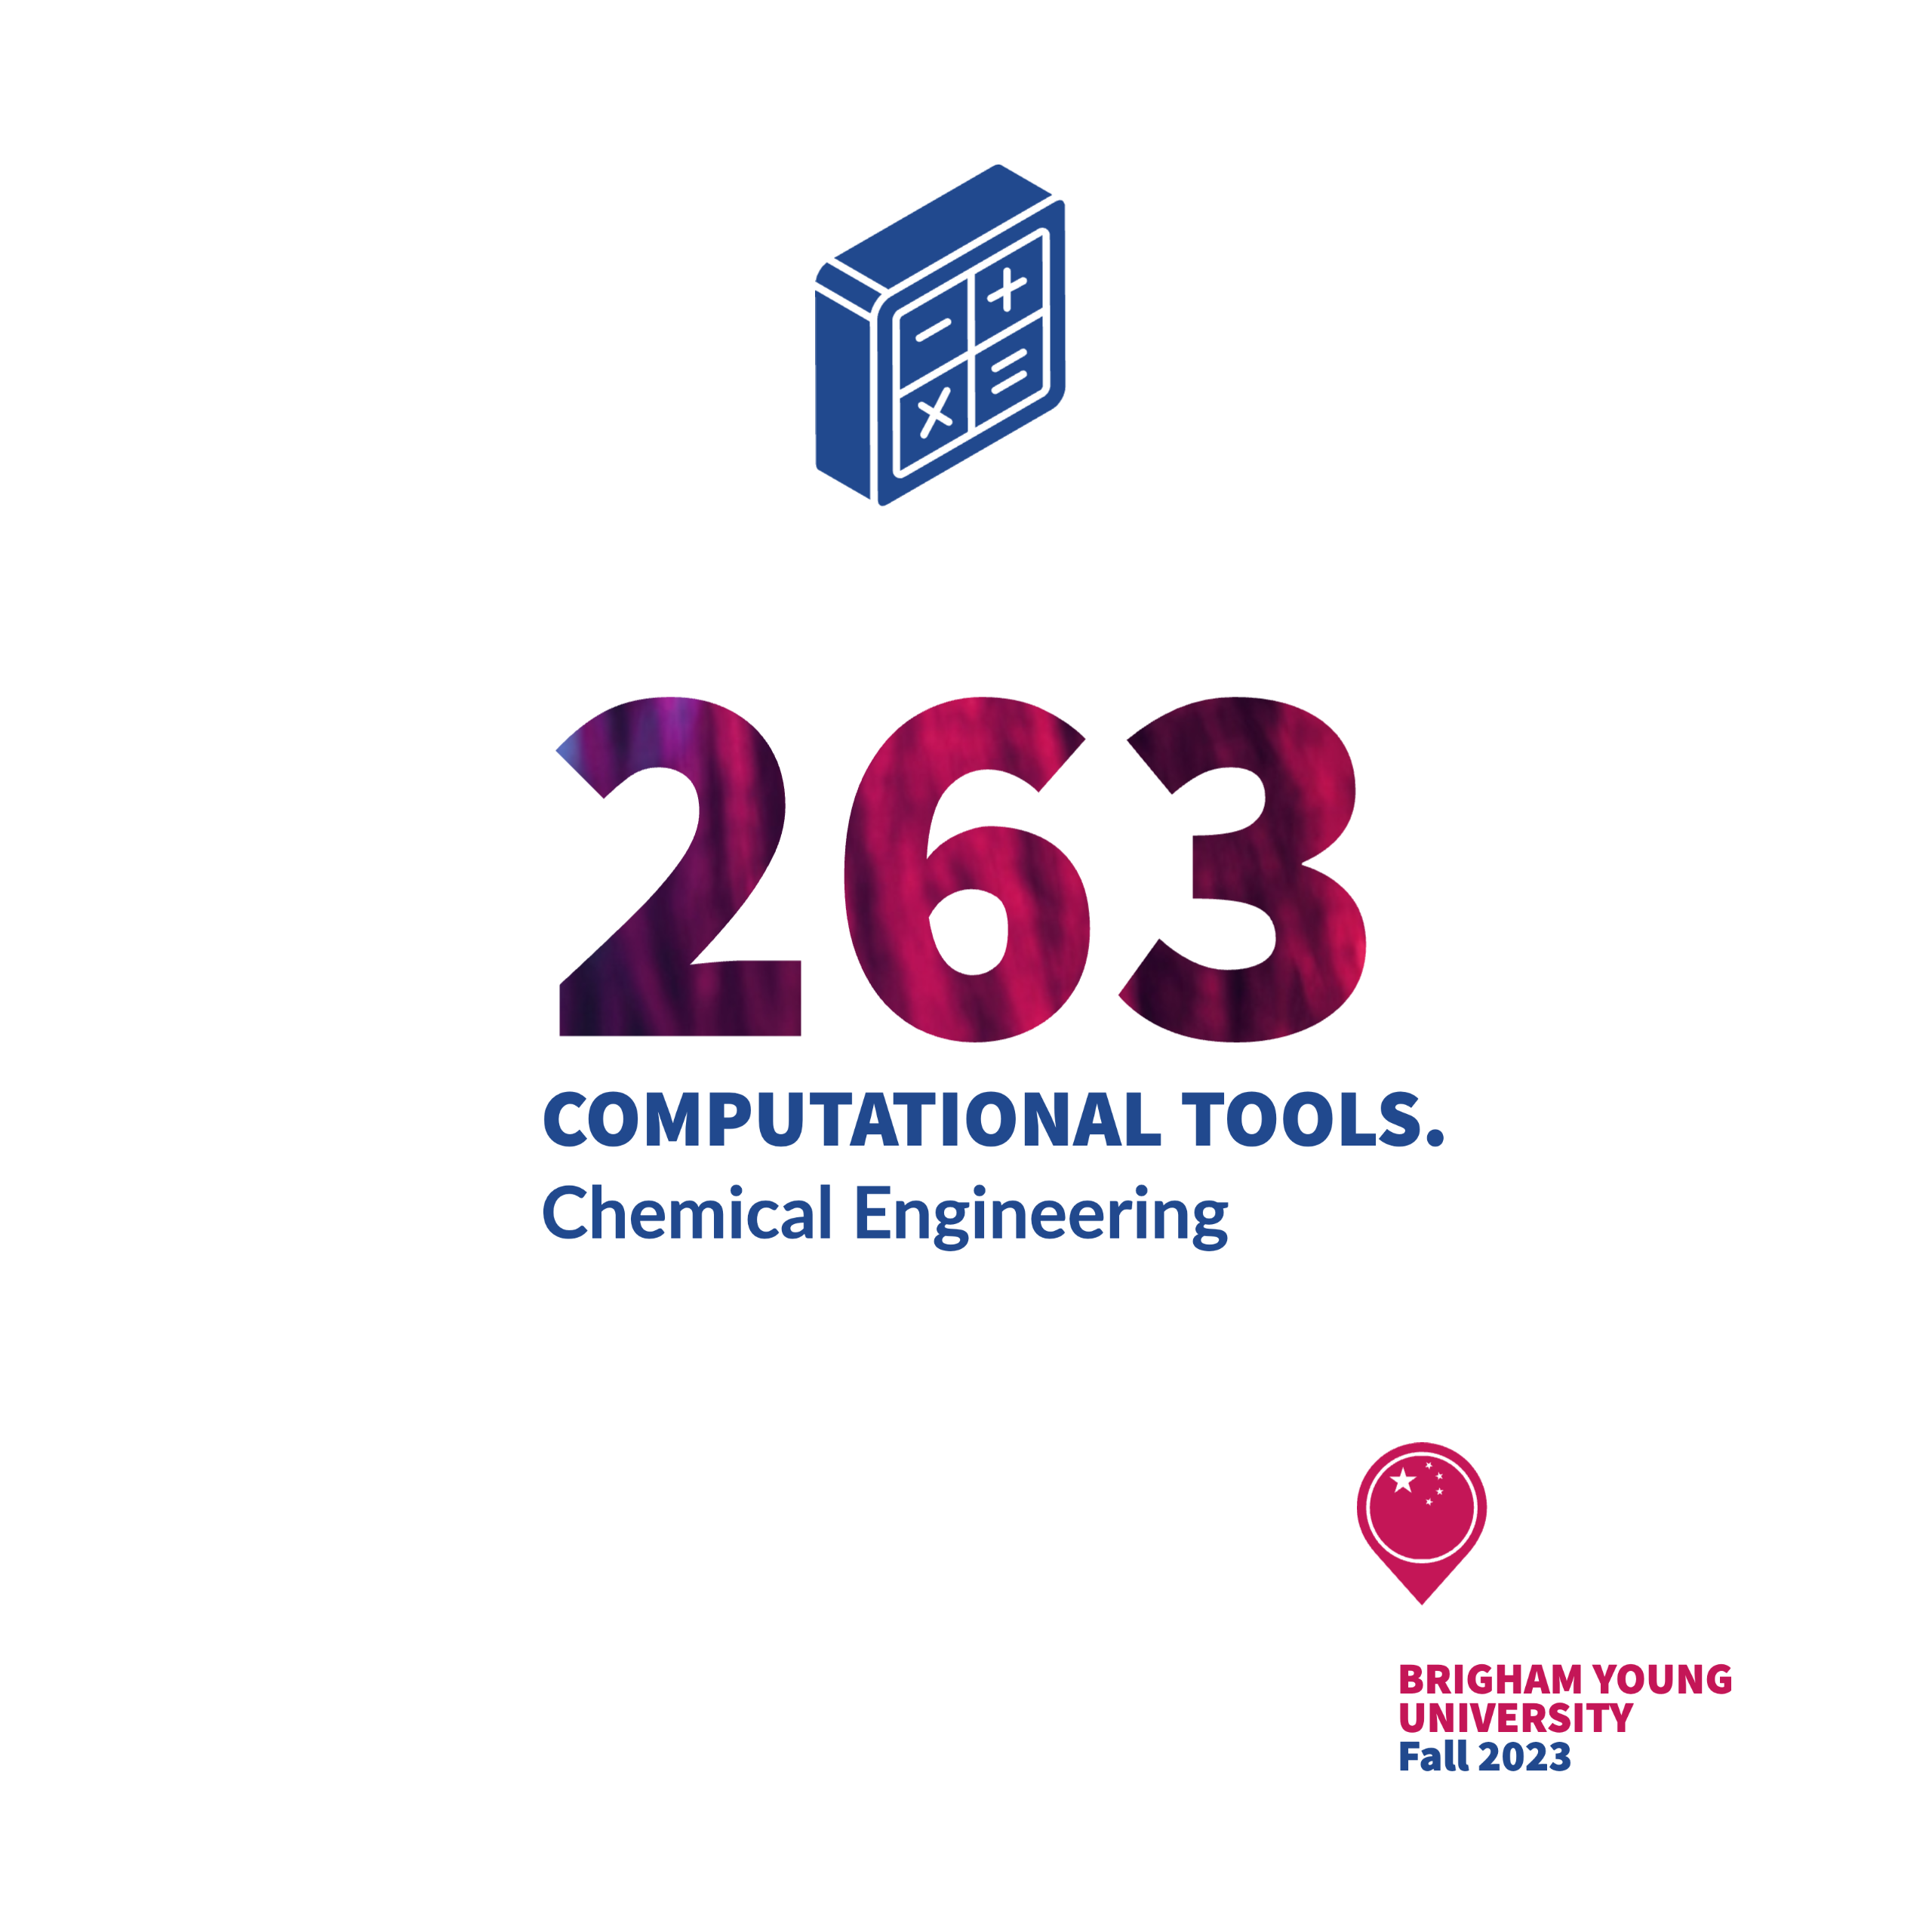 263
COMPUTATIONAL TOOLS.
Chemical Engineering
BRIGHAM YOUNG
UNIVERSITY
Fall 2023